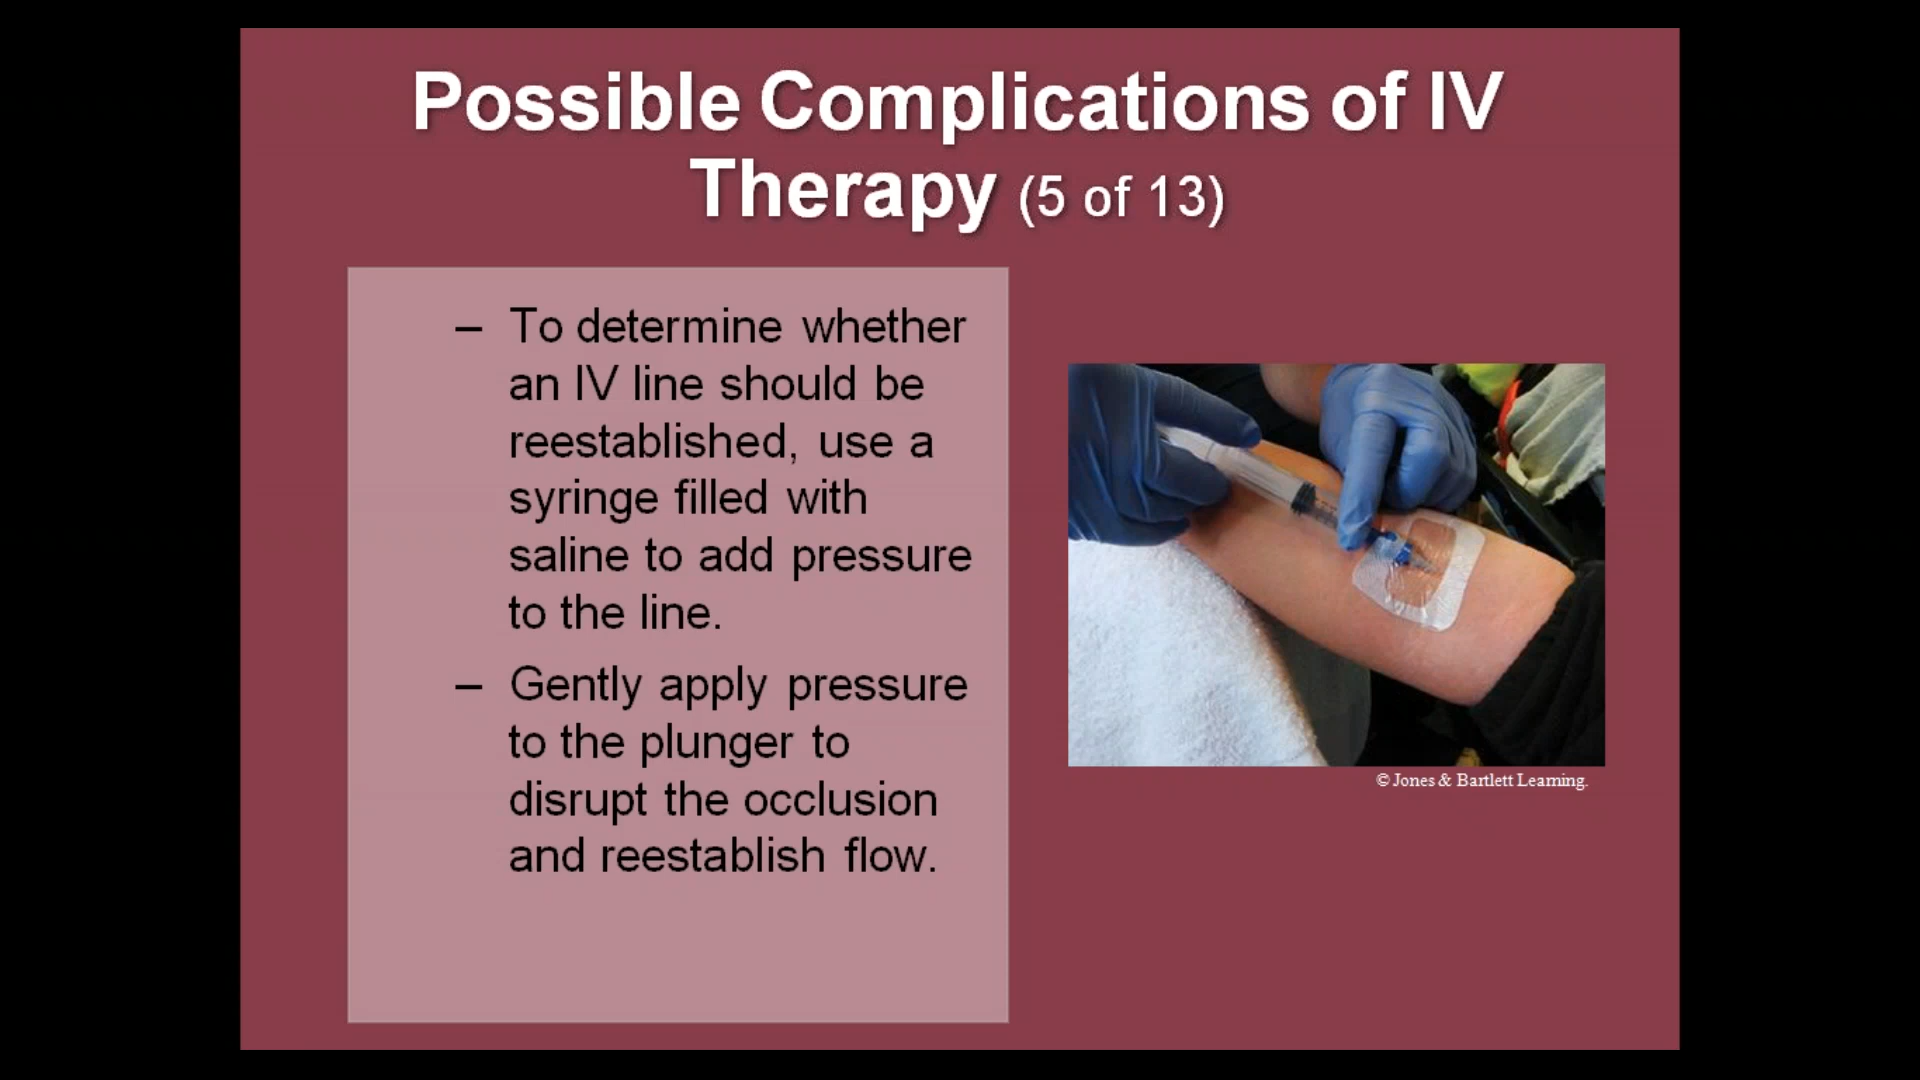 Possible Complications of IV
Therapy (5 of 13)
– To determine whether
an IV line should be
reestablished, use a
syringe filled with
saline to add pressure
to the line.
– Gently apply pressure
to the plunger to
disrupt the occlusion
and reestablish flow.
© Jones & Bartlett Learning.